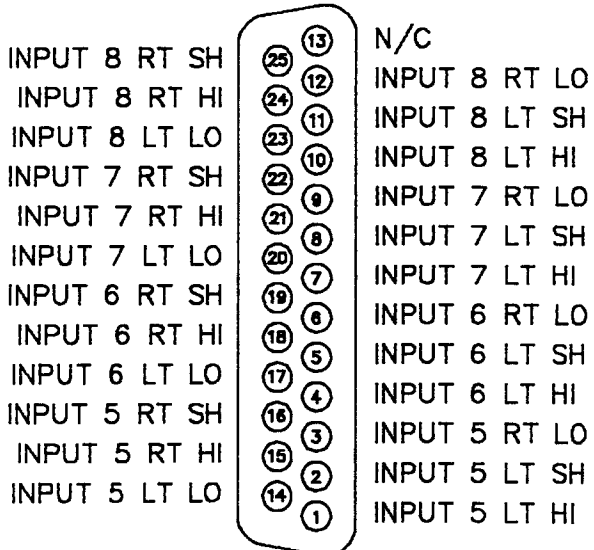 INPUT 8 RT SH
INPUT 8 RT HI
INPUT 8 LT LO
INPUT 7 RT SH
INPUT 7 RT HI
INPUT 7 LT LO
INPUT 6 RT SH
INPUT 6 RT HI
INPUT 6 LT LO
INPUT 5 RT SH
INPUT 5 RT HI
INPUT 5 LT LO
25
24
23
22
21
20
19
18
17
16
15
14
13
12
11
10
9
8
7
6
5
4
3
2
1
N/C
INPUT 8 RT LO
INPUT 8 LT SH
INPUT 8 LT HI
INPUT 7 RT LO
INPUT 7 LT SH
INPUT 7 LT HI
INPUT 6 RT LO
INPUT 6 LT SH
INPUT 6 LT HI
INPUT 5 RT LO
INPUT 5 LT SH
INPUT 5 LT HI